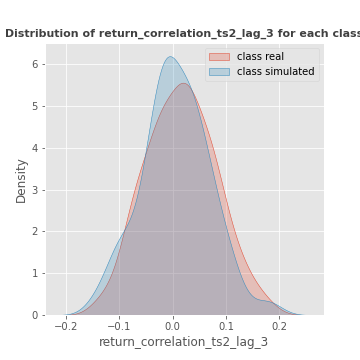 Distribution of return_correlation_ts2_lag_3 for each class
class real
class simulated
6
5
4
3
2
1
0
Density
−0.2 −0.1 0.0 0.1 0.2
return_correlation_ts2_lag_3